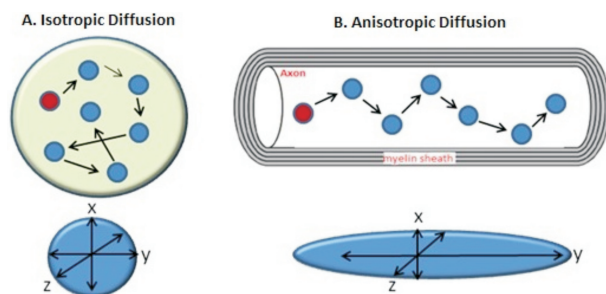 A. Isotropic Diffusion
B. Anisotropic Diffusion
Axon
myelin sheath
x
y
z
x
y
z